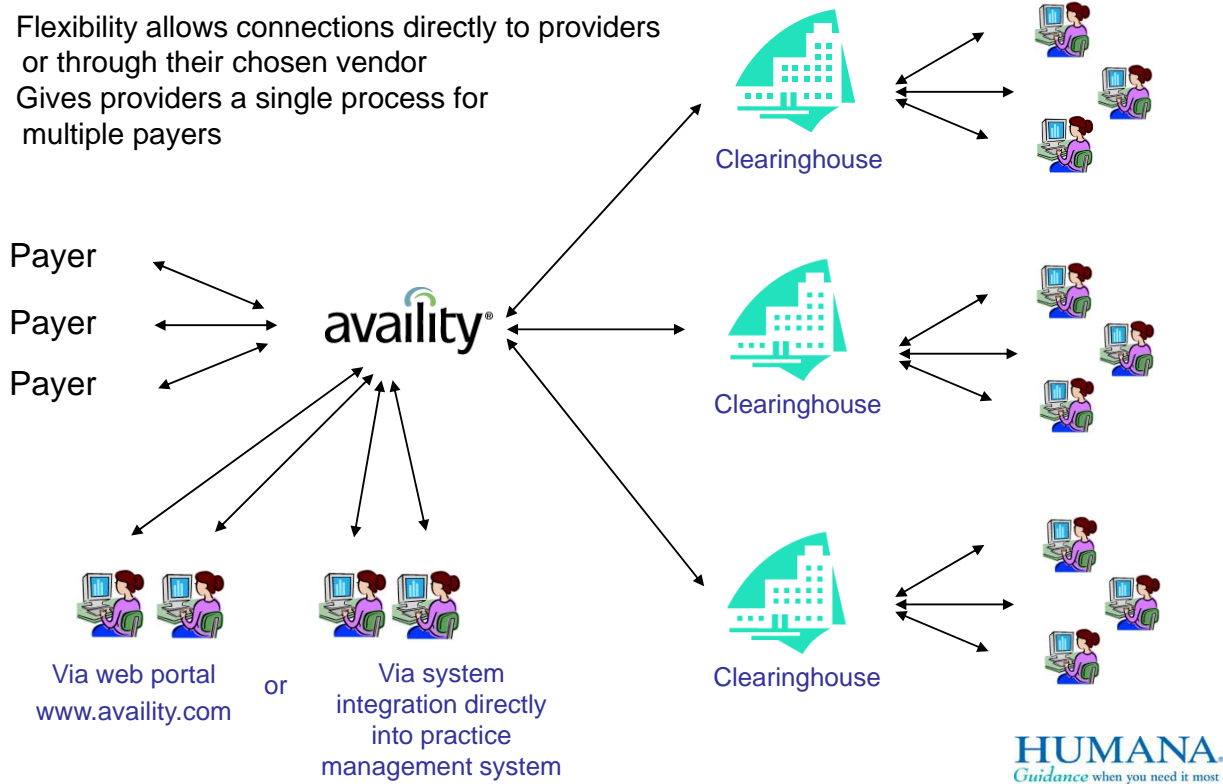 Flexibility allows connections directly to providers
or through their chosen vendor
Gives providers a single process for
multiple payers
Clearinghouse
Payer
Payer
Payer
availity®
Clearinghouse
Clearinghouse
Via web portal
www.availity.com
or
Via system
integration directly
into practice
management system
HUMANA.
Guidance when you need it most